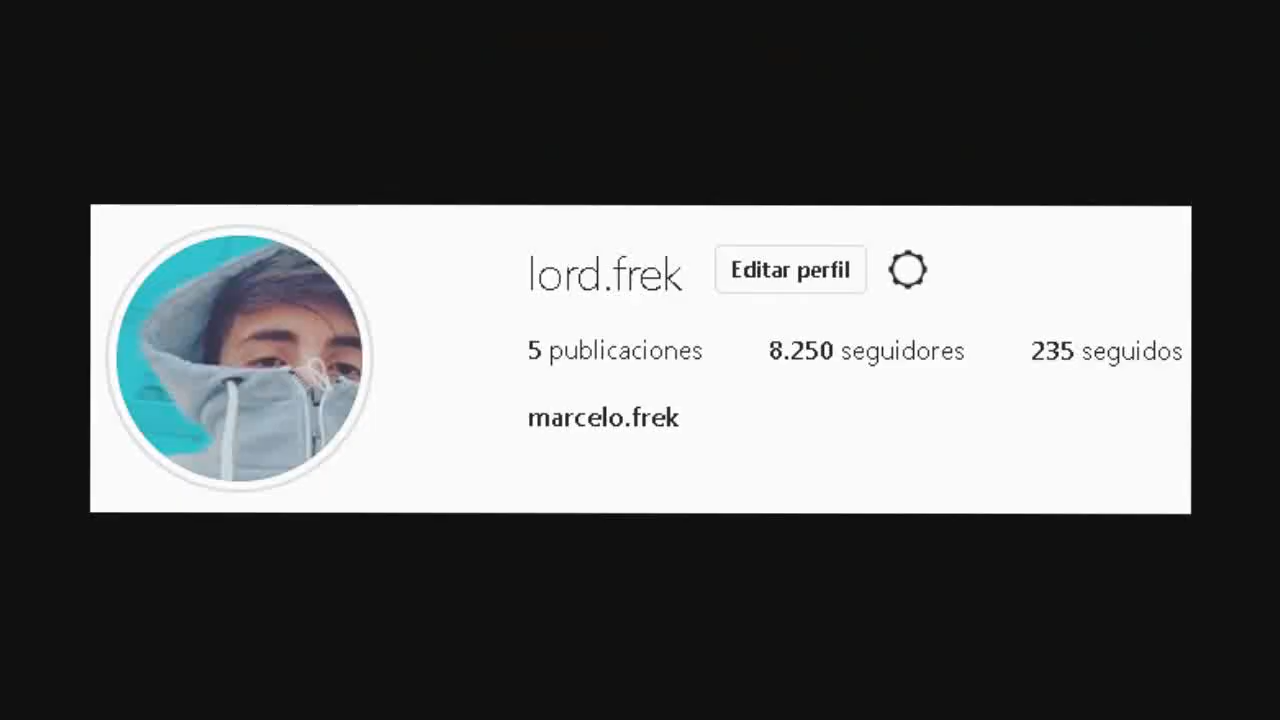 lord.frek Editar perfil
5 publicaciones 8.250 seguidores 235 seguidos
marcelo.frek